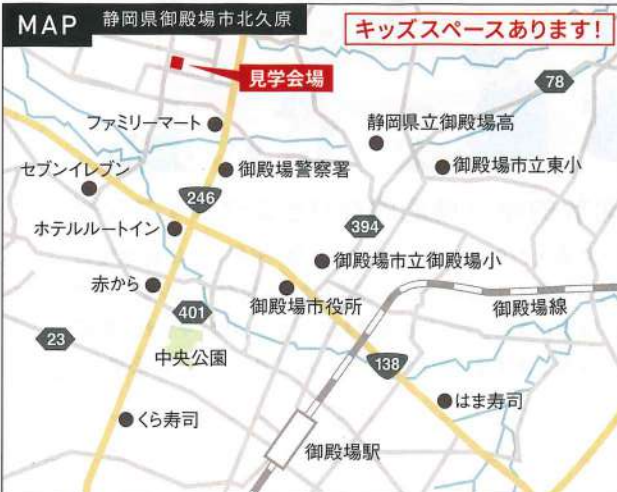 MAP 静岡県御殿場市北久原
キッズスペースあります!
見学会場
78
ファミリーマート
静岡県立御殿場高
セブンイレブン
御殿場警察署
御殿場市立東小
246
ホテルルートイン
394
御殿場市立御殿場小
赤から
御殿場市役所
御殿場線
401
23
中央公園
138
はま寿司
くら寿司
御殿場駅